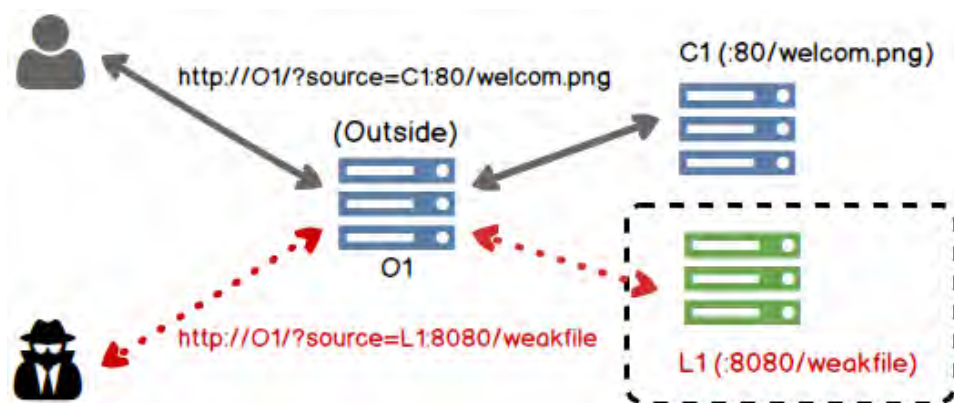 C1 (:80/welcom.png)
http://O1/?source=C1:80/welcom.png
(Outside)
O1
http://O1/?source=L1:8080/weakfile
L1 (:8080/weakfile)